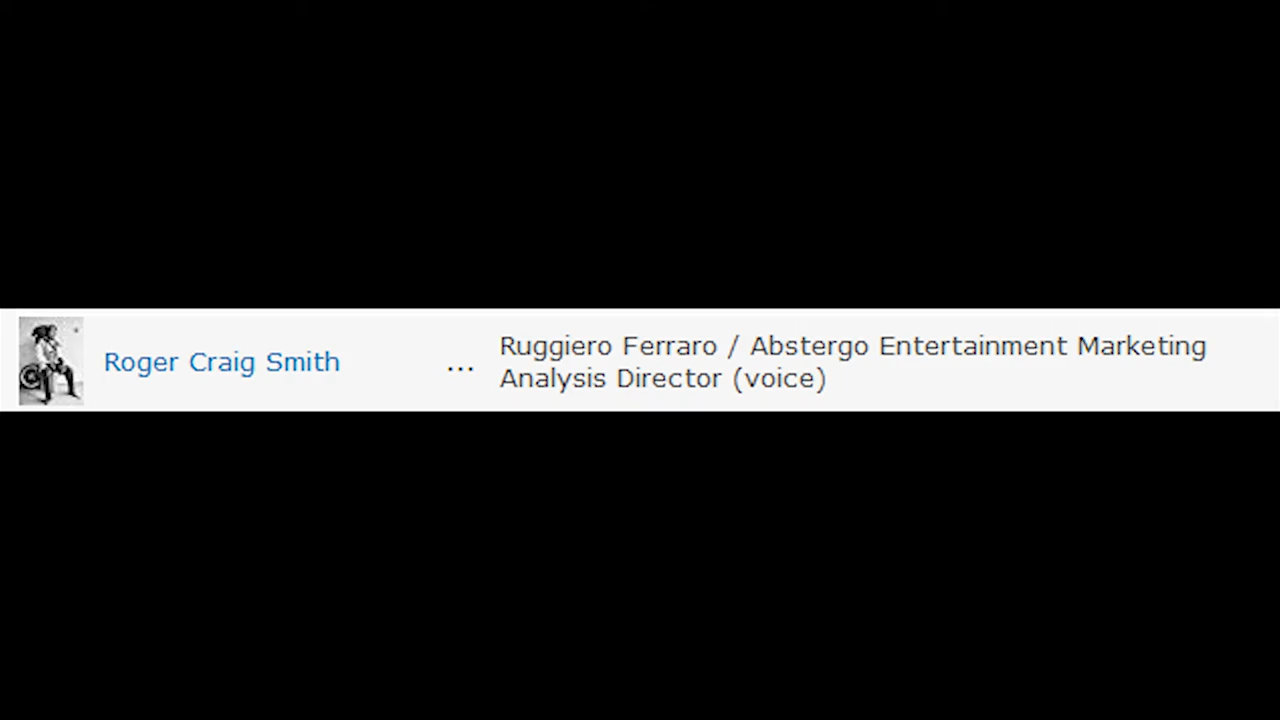 Roger Craig Smith ... Ruggiero Ferraro / Abstergo Entertainment Marketing
Analysis Director (voice)